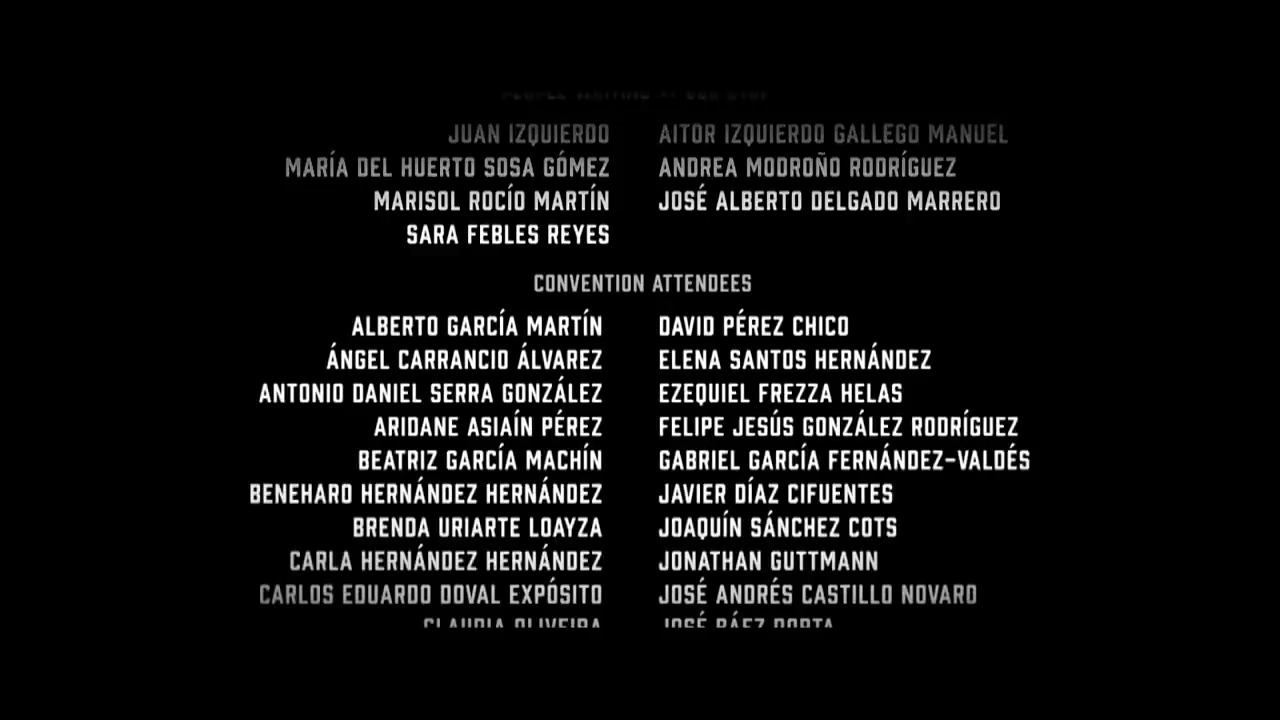 JUAN IZQUIERDO AITOR IZQUIERDO GALLEGO MANUEL
MARÍA DEL HUERTO SOSA GÓMEZ ANDREA MODROÑO RODRÍGUEZ
MARISOL ROCÍO MARTÍN JOSÉ ALBERTO DELGADO MARRERO
SARA FEBLES REYES
CONVENTION ATTENDEES
ALBERTO GARCÍA MARTÍN DAVID PÉREZ CHICO
ÁNGEL CARRANCIO ÁLVAREZ ELENA SANTOS HERNÁNDEZ
ANTONIO DANIEL SERRA GONZÁLEZ EZEQUIEL FREZZA HELAS
ARIDANE ASIAÍN PÉREZ FELIPE JESÚS GONZÁLEZ RODRÍGUEZ
BEATRIZ GARCÍA MACHÍN GABRIEL GARCÍA FERNÁNDEZ-VALDÉS
BENEHARO HERNÁNDEZ HERNÁNDEZ JAVIER DÍAZ CIFUENTES
BRENDA URIARTE LOAYZA JOAQUÍN SÁNCHEZ COTS
CARLA HERNÁNDEZ HERNÁNDEZ JONATHAN GUTTMANN
CARLOS EDUARDO DOVAL EXPÓSITO JOSÉ ANDRÉS CASTILLO NOVARO
CLAUDIA OLIVEIRA JOSÉ BÁEZ